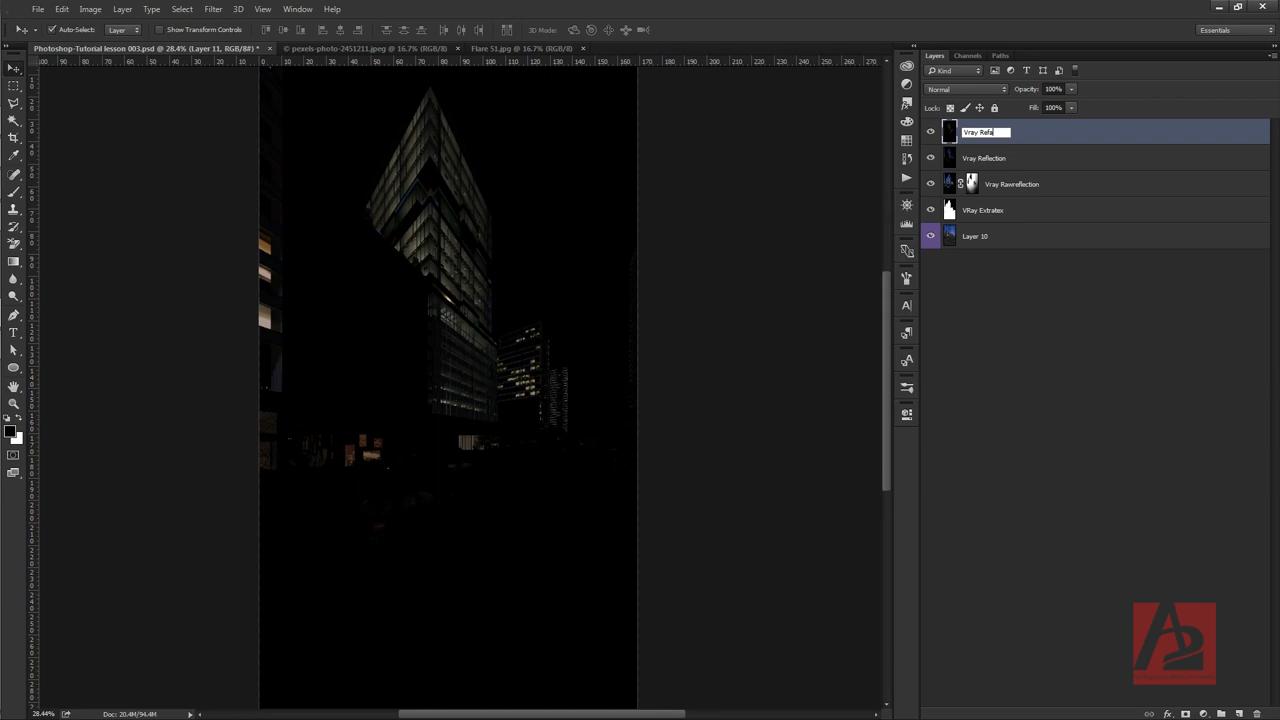 File Edit Image Layer Type Select Filter 3D View Window Help
Auto-Select: Layer Show Transform Controls 3D Mode: Essentials
Photoshop-Tutorial lesson 003.psd @ 28.4% (Layer 11, RGB/8#) * × © pexels-photo-2451211.jpeg @ 16.7% (RGB/8) × Flare 51.jpg @ 16.7% (RGB/8) ×
Layers Channels Paths
Kind
Normal Opacity: 100%
Lock: Fill: 100%
Vray Refa
Vray Reflection
Vray Rawreflection
VRay Extratex
Layer 10
28.44% Doc: 20.4M/94.4M